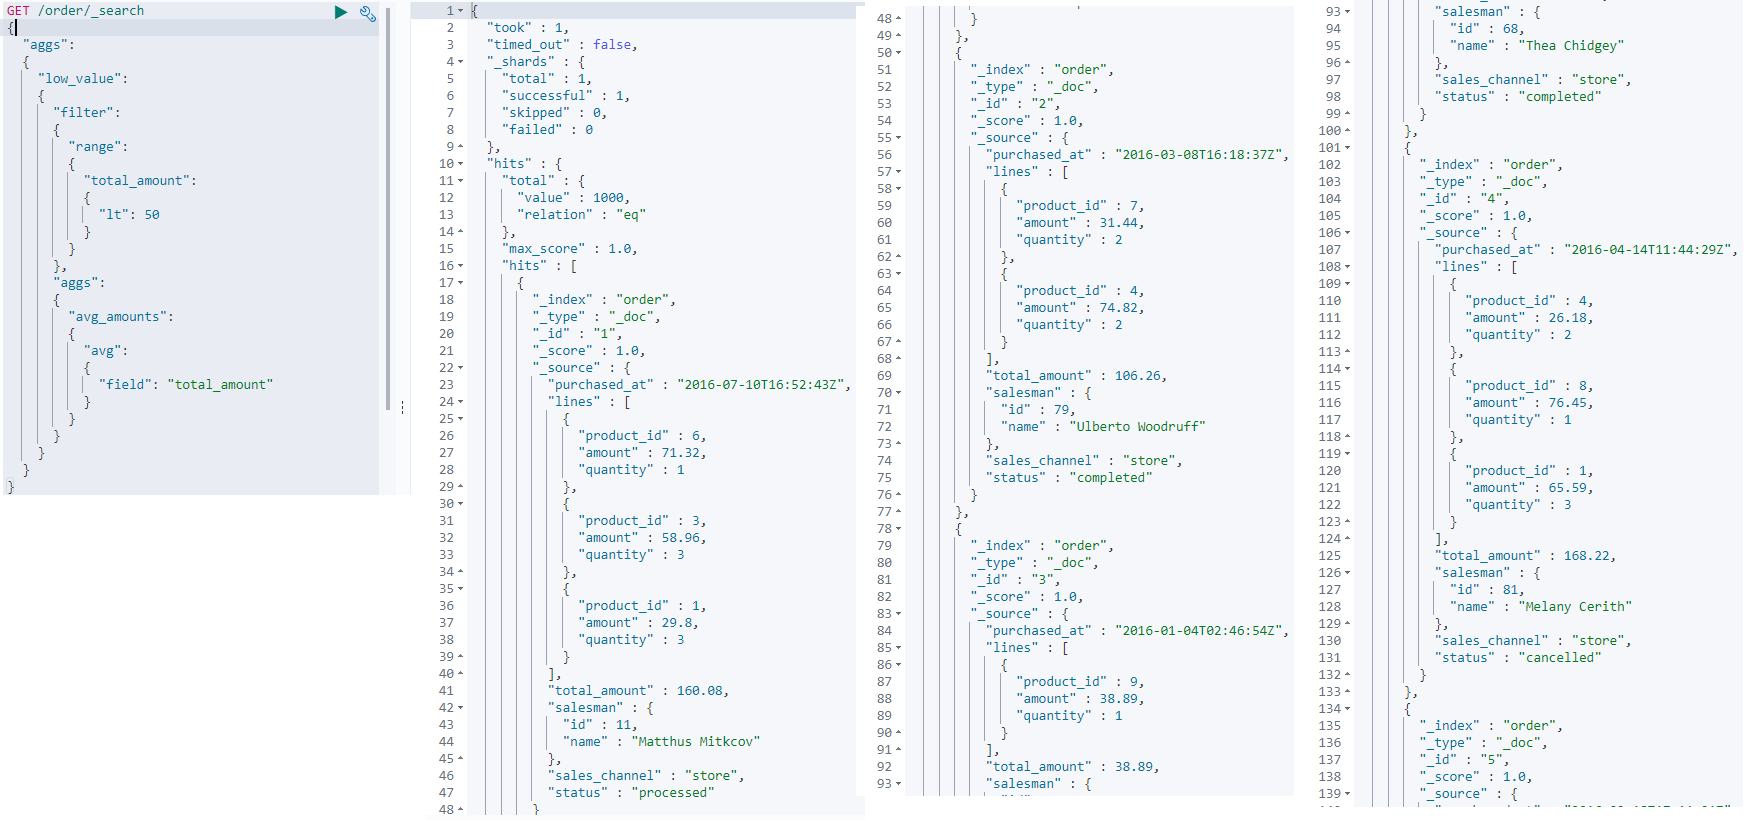 GET /order/_search
{
"aggs":
{
"low_value":
{
"filter":
{
"range":
{
"total_amount":
{
"lt": 50
}
}
},
"aggs":
{
"avg_amounts":
{
"avg":
{
"field": "total_amount"
}
}
}
}
}
}
1 {
2 "took" : 1,
3 "timed_out" : false,
4 "_shards" : {
5 "total" : 1,
6 "successful" : 1,
7 "skipped" : 0,
8 "failed" : 0
9 },
10 "hits" : {
11 "total" : {
12 "value" : 1000,
13 "relation" : "eq"
14 },
15 "max_score" : 1.0,
16 "hits" : [
17 {
18 "_index" : "order",
19 "_type" : "_doc",
20 "_id" : "1",
21 "_score" : 1.0,
22 "_source" : {
23 "purchased_at" : "2016-07-10T16:52:43Z",
24 "lines" : [
25 {
26 "product_id" : 6,
27 "amount" : 71.32,
28 "quantity" : 1
29 },
30 {
31 "product_id" : 3,
32 "amount" : 58.96,
33 "quantity" : 3
34 },
35 {
36 "product_id" : 1,
37 "amount" : 29.8,
38 "quantity" : 3
39 }
40 ],
41 "total_amount" : 160.08,
42 "salesman" : {
43 "id" : 11,
44 "name" : "Matthus Mitkcov"
45 },
46 "sales_channel" : "store",
47 "status" : "processed"
48 }
48 }
49 },
50 {
51 "_index" : "order",
52 "_type" : "_doc",
53 "_id" : "2",
54 "_score" : 1.0,
55 "_source" : {
56 "purchased_at" : "2016-03-08T16:18:37Z",
57 "lines" : [
58 {
59 "product_id" : 7,
60 "amount" : 31.44,
61 "quantity" : 2
62 },
63 {
64 "product_id" : 4,
65 "amount" : 74.82,
66 "quantity" : 2
67 }
68 ],
69 "total_amount" : 106.26,
70 "salesman" : {
71 "id" : 79,
72 "name" : "Ulberto Woodruff"
73 },
74 "sales_channel" : "store",
75 "status" : "completed"
76 }
77 },
78 {
79 "_index" : "order",
80 "_type" : "_doc",
81 "_id" : "3",
82 "_score" : 1.0,
83 "_source" : {
84 "purchased_at" : "2016-01-04T02:46:54Z",
85 "lines" : [
86 {
87 "product_id" : 9,
88 "amount" : 38.89,
89 "quantity" : 1
90 }
91 ],
92 "total_amount" : 38.89,
93 "salesman" : {
93 "salesman" : {
94 "id" : 68,
95 "name" : "Thea Chidgey"
96 },
97 "sales_channel" : "store",
98 "status" : "completed"
99 }
100 },
101 {
102 "_index" : "order",
103 "_type" : "_doc",
104 "_id" : "4",
105 "_score" : 1.0,
106 "_source" : {
107 "purchased_at" : "2016-04-14T11:44:29Z",
108 "lines" : [
109 {
110 "product_id" : 4,
111 "amount" : 26.18,
112 "quantity" : 2
113 },
114 {
115 "product_id" : 8,
116 "amount" : 76.45,
117 "quantity" : 1
118 },
119 {
120 "product_id" : 1,
121 "amount" : 65.59,
122 "quantity" : 3
123 }
124 ],
125 "total_amount" : 168.22,
126 "salesman" : {
127 "id" : 81,
128 "name" : "Melany Cerith"
129 },
130 "sales_channel" : "store",
131 "status" : "cancelled"
132 }
133 },
134 {
135 "_index" : "order",
136 "_type" : "_doc",
137 "_id" : "5",
138 "_score" : 1.0,
139 "_source" : {